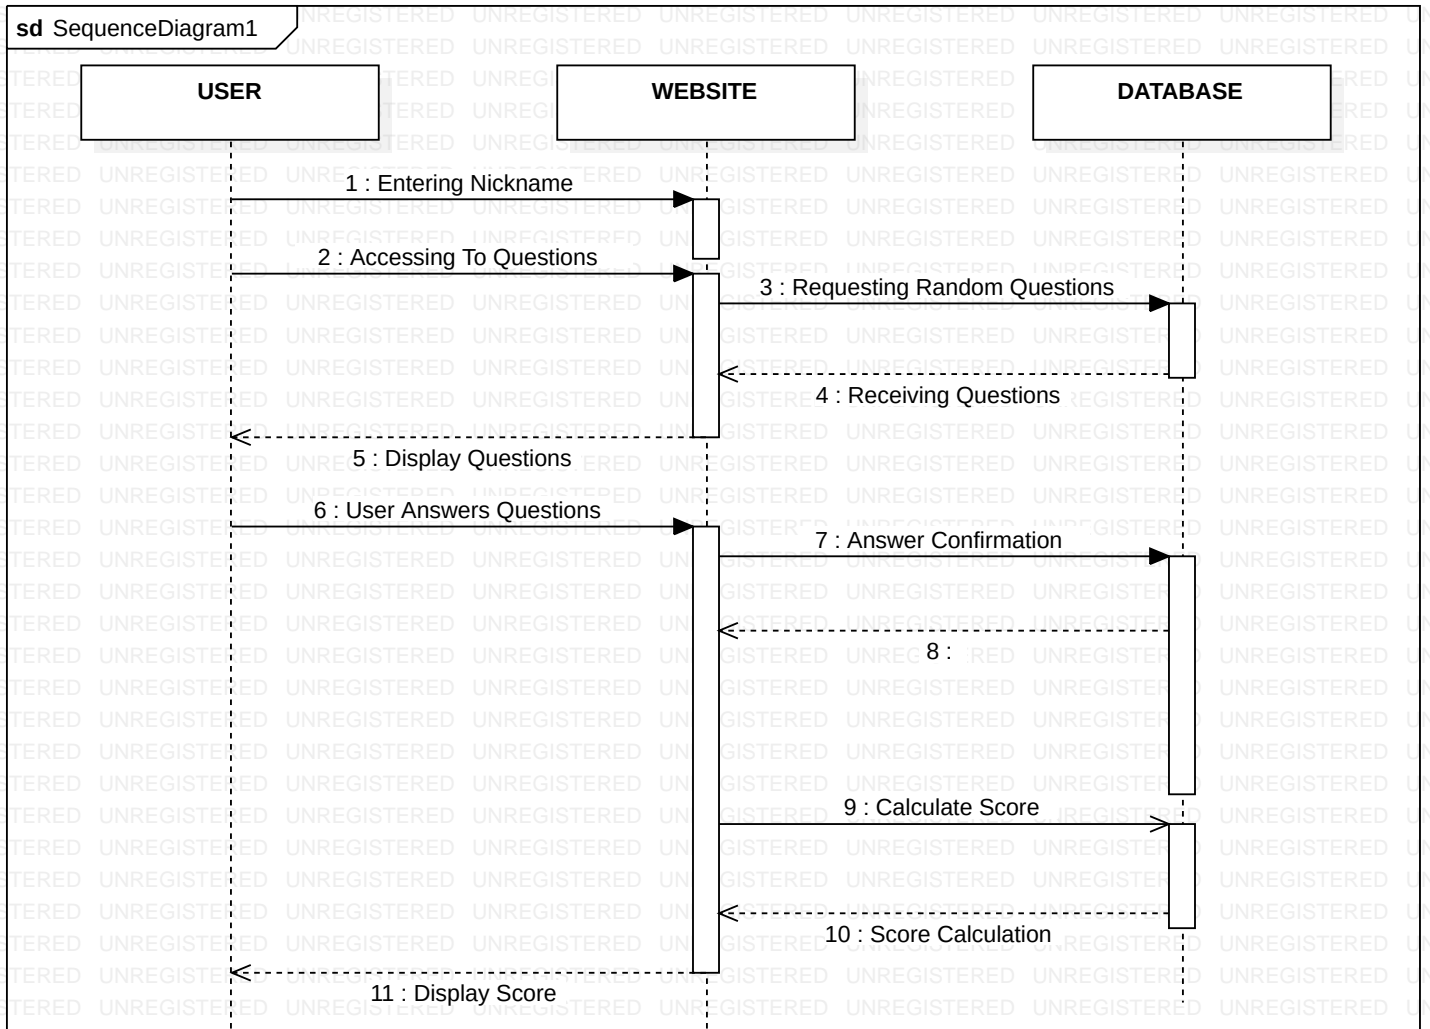 sd SequenceDiagram1
USER
WEBSITE
DATABASE
1 : Entering Nickname
2 : Accessing To Questions
3 : Requesting Random Questions
4 : Receiving Questions
5 : Display Questions
6 : User Answers Questions
7 : Answer Confirmation
8 :
9 : Calculate Score
10 : Score Calculation
11 : Display Score
UNREGISTERED